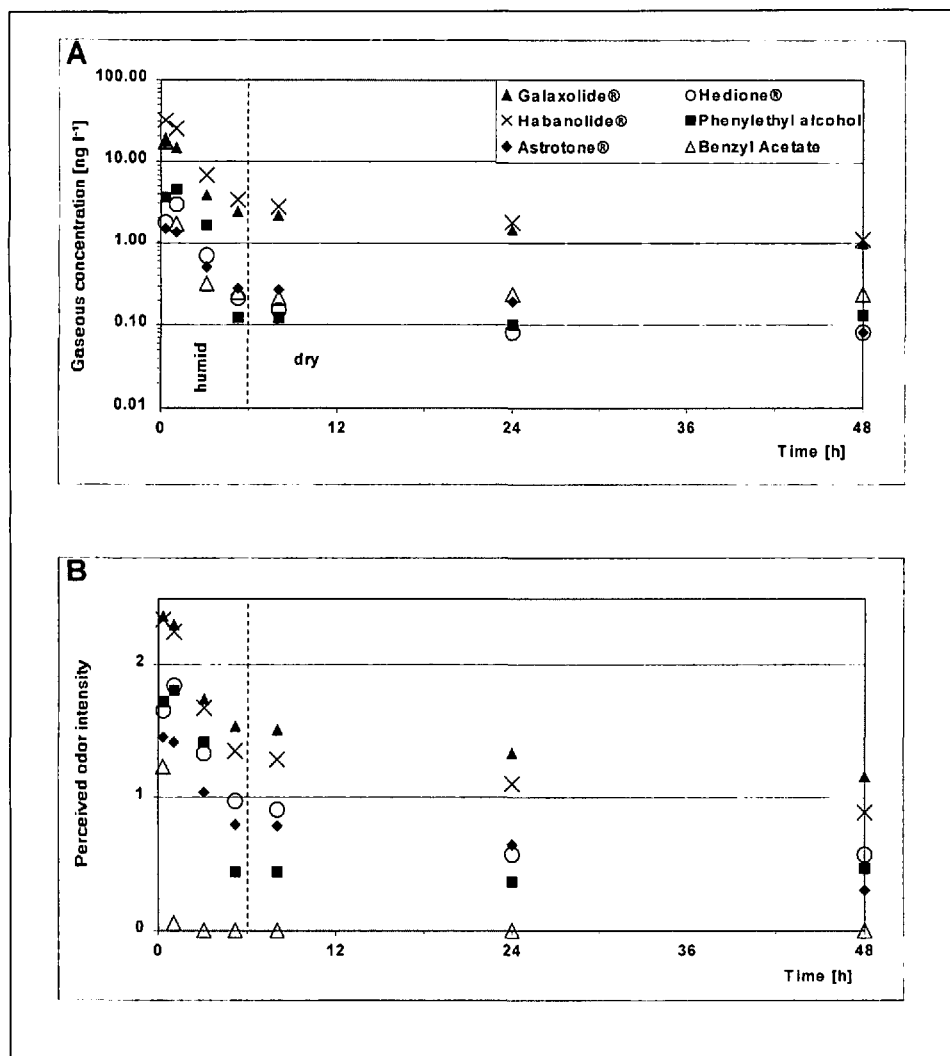 A
100.00
Galaxolide® Hedione®
Habanolide® Phenylethyl alcohol
Astrotone® Benzyl Acetate
10.00
1.00
0.10
0.01
Gaseous concentration [ng l⁻¹]
humid
dry
0 12 24 36 48
Time [h]
B
2
1
0
Perceived odor intensity
0 12 24 36 48
Time [h]